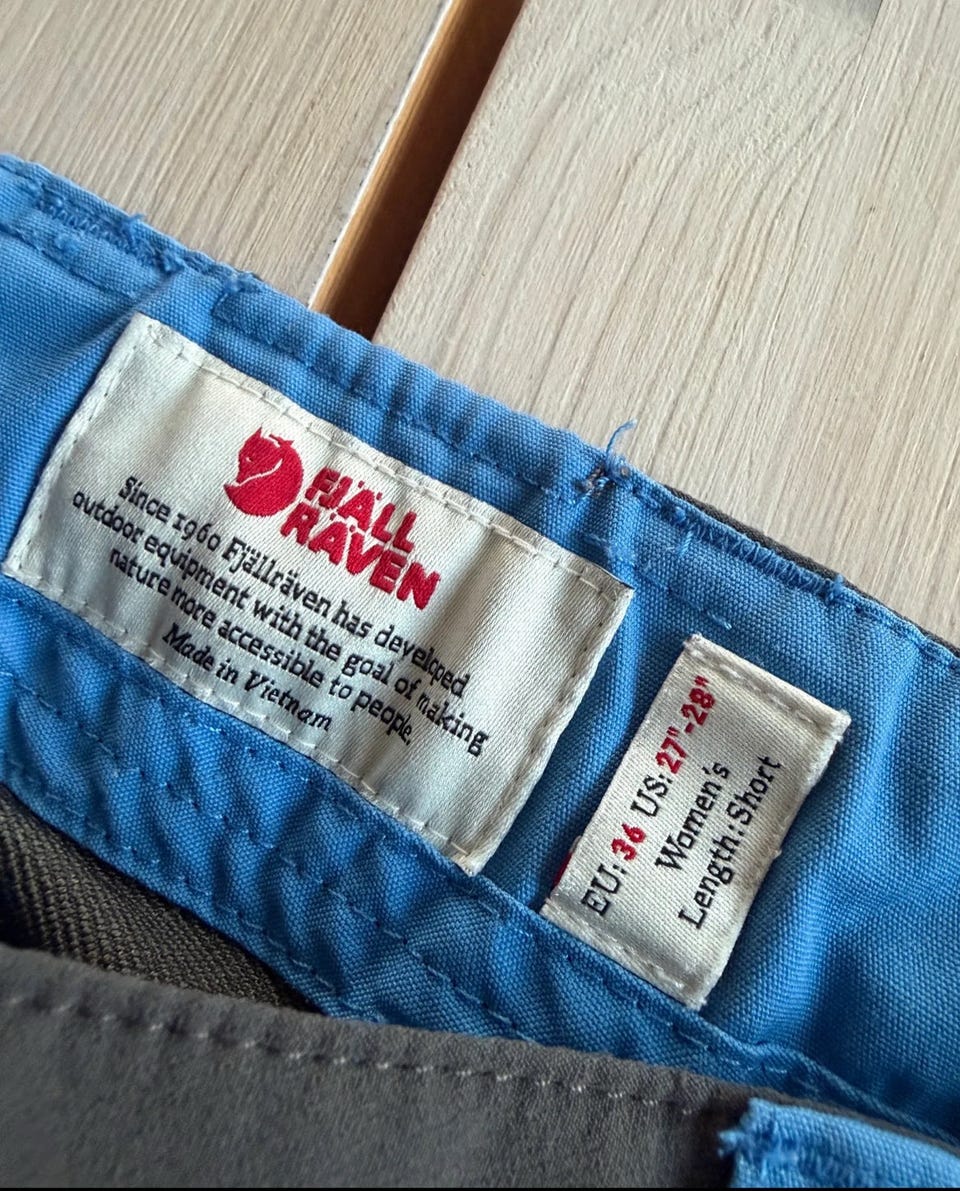 FJÄLL
RÄVEN
Since 1960 Fjällräven has developed
outdoor equipment with the goal of making
nature more accessible to people.
Made in Vietnam
EU: 36 US: 27"-28"
Women's
Length: Short